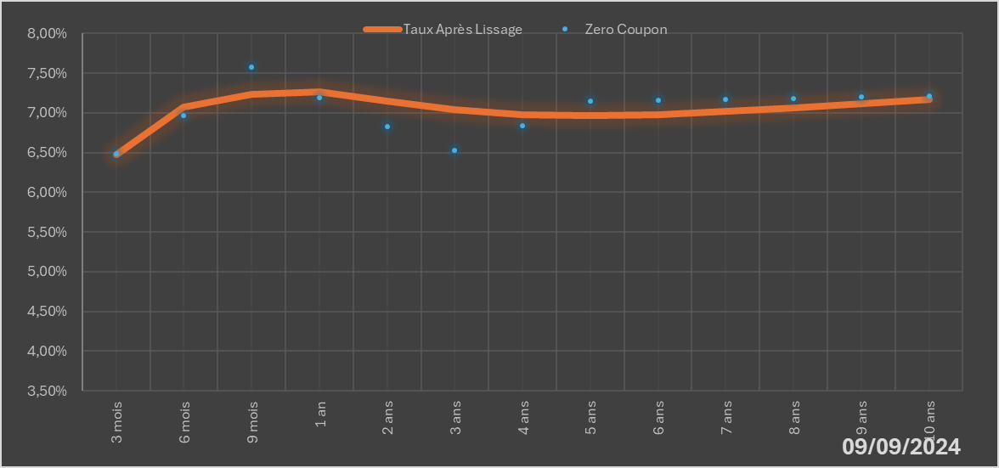 Taux Après Lissage
Zero Coupon
8,00%
7,50%
7,00%
6,50%
6,00%
5,50%
5,00%
4,50%
4,00%
3,50%
3 mois
6 mois
9 mois
1 an
2 ans
3 ans
4 ans
5 ans
6 ans
7 ans
8 ans
9 ans
10 ans
09/09/2024